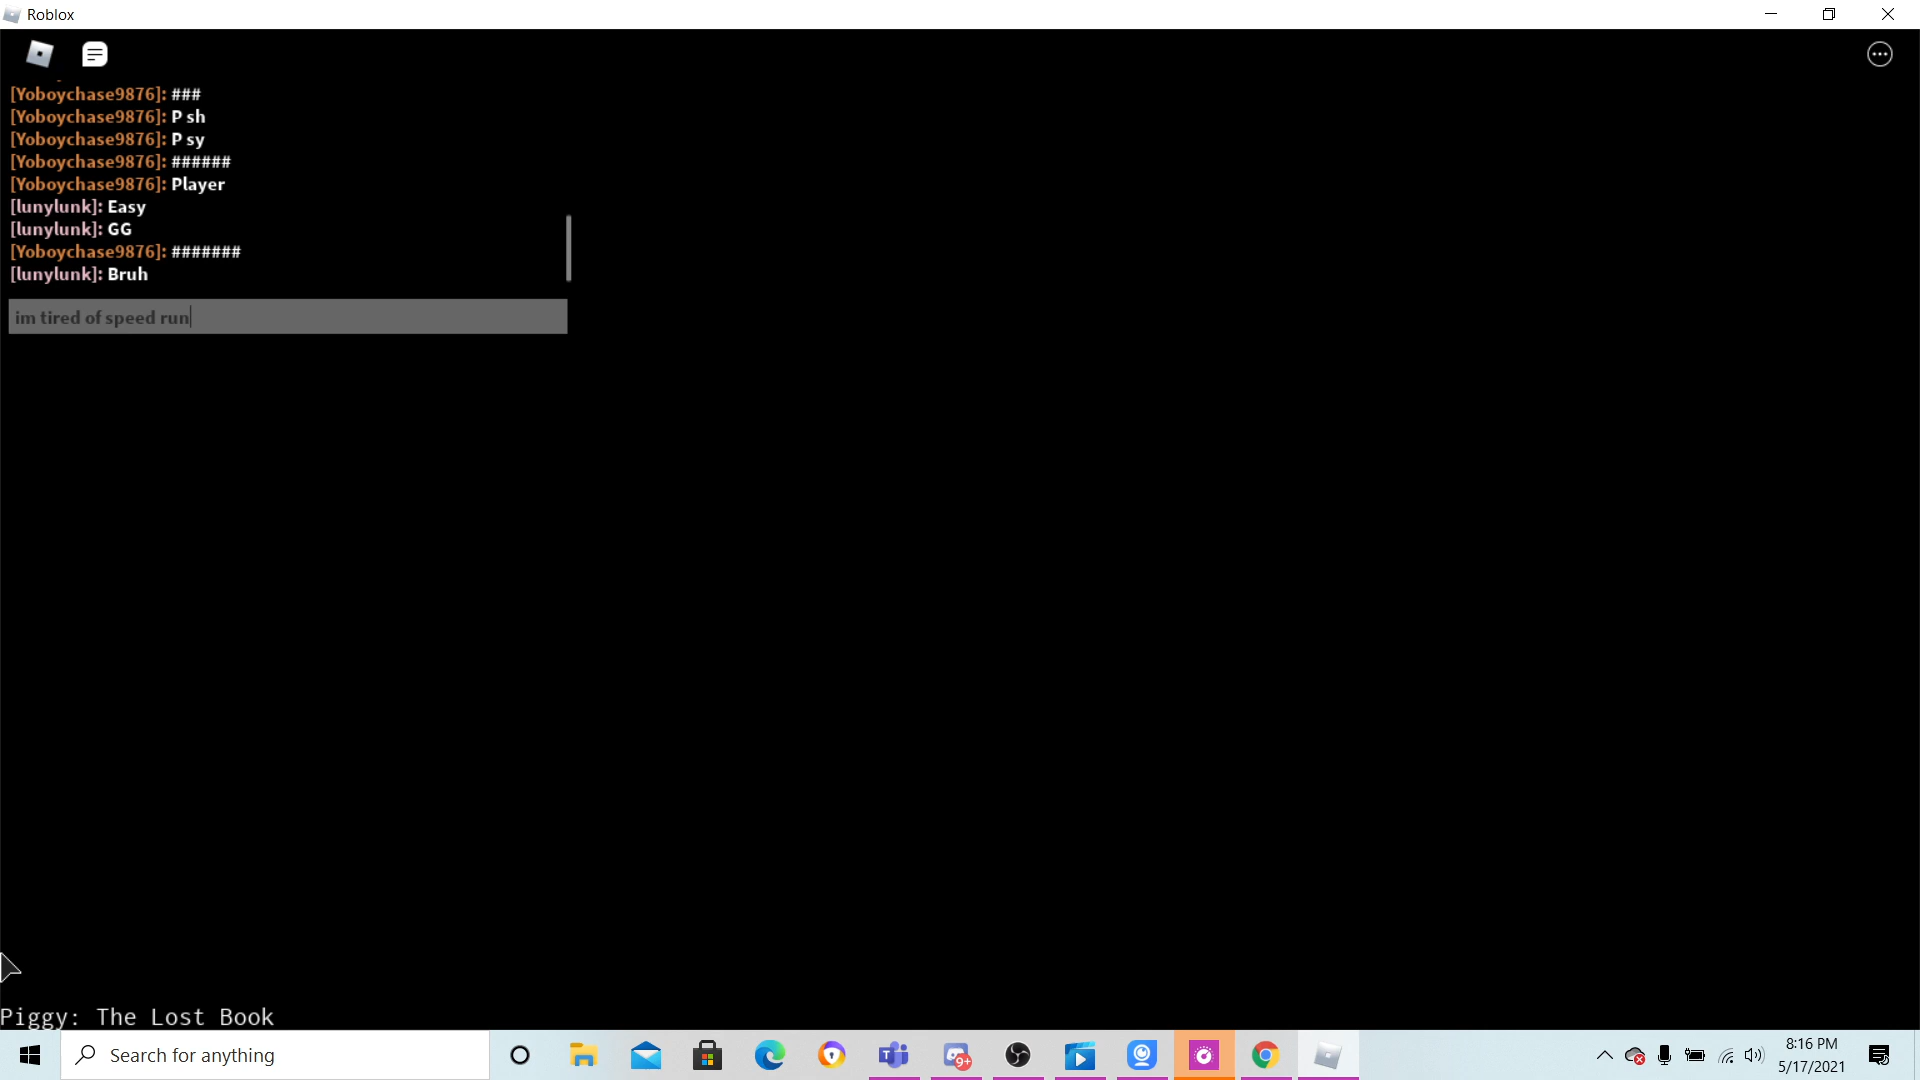 Roblox
[Yoboychase9876]: ###
[Yoboychase9876]: P sh
[Yoboychase9876]: P sy
[Yoboychase9876]: ######
[Yoboychase9876]: Player
[lunylunk]: Easy
[lunylunk]: GG
[Yoboychase9876]: #######
[lunylunk]: Bruh
im tired of speed run
Piggy: The Lost Book
Search for anything
9+
8:16 PM
5/17/2021